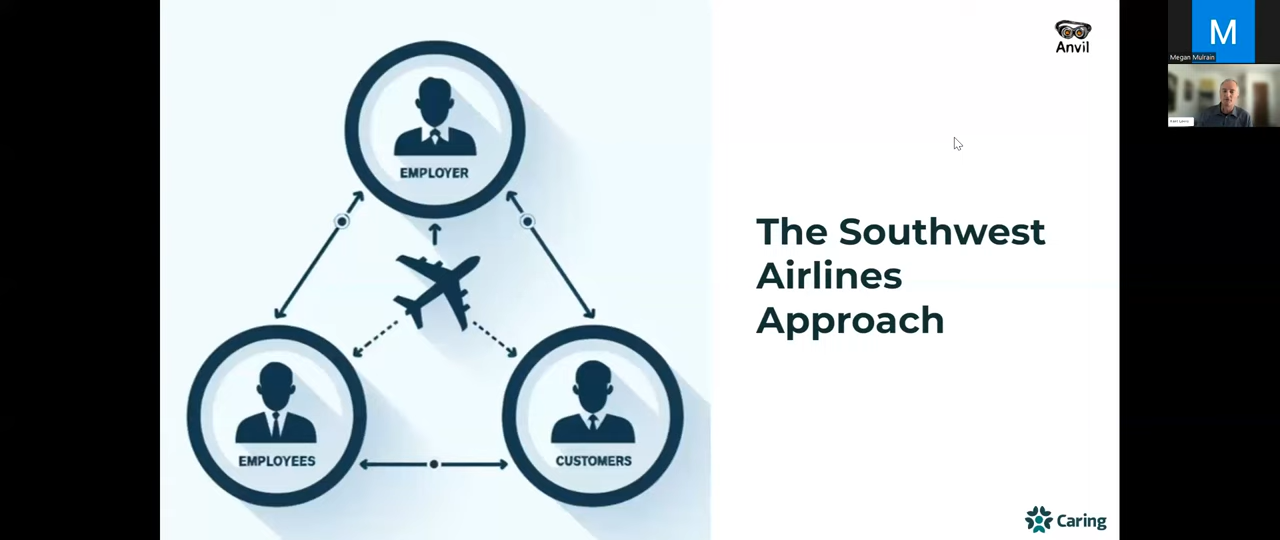 EMPLOYER
EMPLOYEES
CUSTOMERS
The Southwest
Airlines
Approach
Anvil
Caring
M
Megan Mulrain